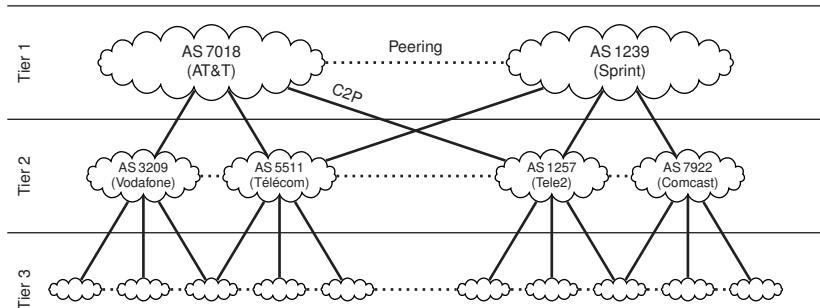 Tier 1
AS 7018
(AT&T)
Peering
AS 1239
(Sprint)
C2P
Tier 2
AS 3209
(Vodafone)
AS 5511
(Télécom)
AS 1257
(Tele2)
AS 7922
(Comcast)
Tier 3